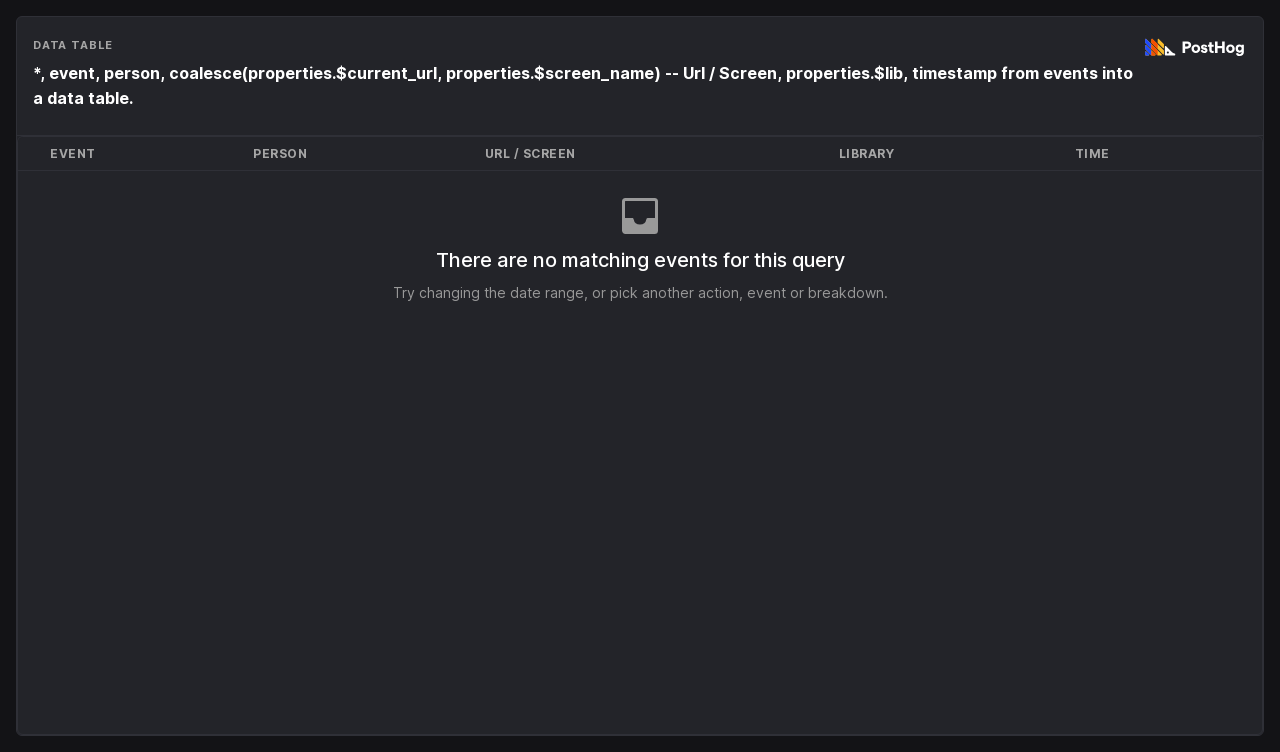 DATA TABLE
PostHog
*, event, person, coalesce(properties.$current_url, properties.$screen_name) -- Url / Screen, properties.$lib, timestamp from events into
a data table.
EVENT PERSON URL / SCREEN LIBRARY TIME
There are no matching events for this query
Try changing the date range, or pick another action, event or breakdown.